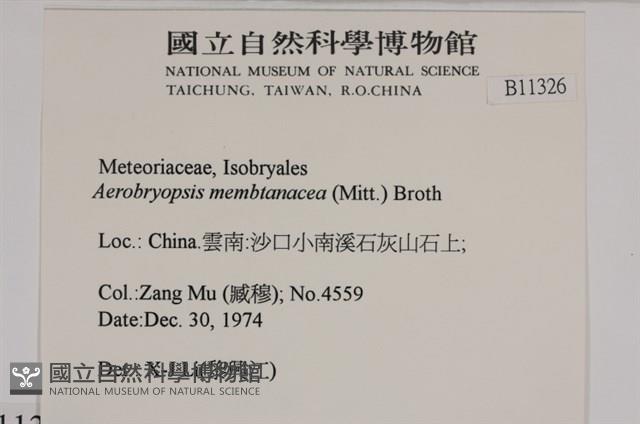 國立自然科學博物館
NATIONAL MUSEUM OF NATURAL SCIENCE
TAICHUNG, TAIWAN, R.O.CHINA
B11326
Meteoriaceae, Isobryales
Aerobryopsis membtanacea (Mitt.) Broth
Loc.: China.雲南:沙口小南溪石灰山石上;
Col.:Zang Mu (臧穆); No.4559
Date:Dec. 30, 1974
國立自然科學博物館
NATIONAL MUSEUM OF NATURAL SCIENCE